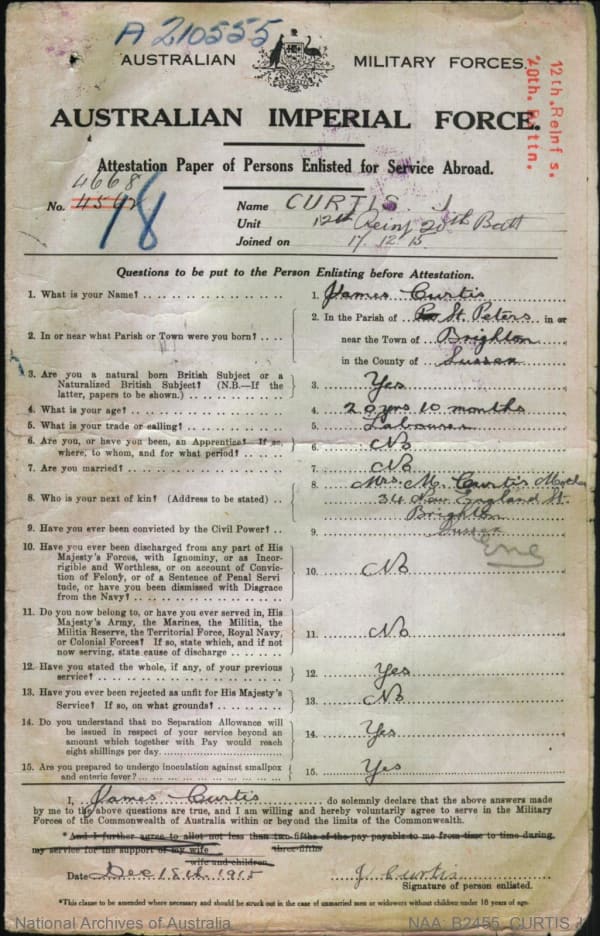 A 210555
AUSTRALIAN MILITARY FORCES.
12th. Reinfs.
20th. Battn.
AUSTRALIAN IMPERIAL FORCE.
Attestation Paper of Persons Enlisted for Service Abroad.
4668
No. 4562
18
Name CURTIS. J
Unit 12th Reinf 20th Batt
Joined on 17. 12. 15
Questions to be put to the Person Enlisting before Attestation.
1. What is your Name? 1. James Curtis
2. In or near what Parish or Town were you born? 2. In the Parish of St. Peters in or
near the Town of Brighton
in the County of Sussex
3. Are you a natural born British Subject or a
Naturalized British Subject? (N.B.—If the
latter, papers to be shown.) 3. Yes
4. What is your age? 4. 20 yrs 10 months
5. What is your trade or calling? 5. Labourer
6. Are you, or have you been, an Apprentice? If so,
where, to whom, and for what period? 6. No
7. Are you married? 7. No
8. Who is your next of kin? (Address to be stated) 8. Mrs. M. Curtis Mother
34 New England St.
Brighton
Sussex
Eng
9. Have you ever been convicted by the Civil Power? 9.
10. Have you ever been discharged from any part of His
Majesty's Forces, with Ignominy, or as Incor-
rigible and Worthless, or on account of Convic-
tion of Felony, or of a Sentence of Penal Servi-
tude, or have you been dismissed with Disgrace
from the Navy? 10. No
11. Do you now belong to, or have you ever served in, His
Majesty's Army, the Marines, the Militia, the
Militia Reserve, the Territorial Force, Royal Navy,
or Colonial Forces? If so, state which, and if not
now serving, state cause of discharge 11. No
12. Have you stated the whole, if any, of your previous
service? 12. Yes
13. Have you ever been rejected as unfit for His Majesty's
Service? If so, on what grounds? 13. No
14. Do you understand that no Separation Allowance will
be issued in respect of your service beyond an
amount which together with Pay would reach
eight shillings per day. 14. Yes
15. Are you prepared to undergo inoculation against smallpox
and enteric fever? 15. Yes
I, James Curtis do solemnly declare that the above answers made
by me to the above questions are true, and I am willing and hereby voluntarily agree to serve in the Military
Forces of the Commonwealth of Australia within or beyond the limits of the Commonwealth.
*And I further agree to allot not less than two-fifths of the pay payable to me from time to time during
my service for the support of my wife three-fifths
wife and children.
Date Dec 18th 1915 J. Curtis
Signature of person enlisted.
*This clause to be amended where necessary and should be struck out in the case of unmarried men or widowers without children under 16 years of age.
National Archives of Australia NAA: B2455, CURTIS J